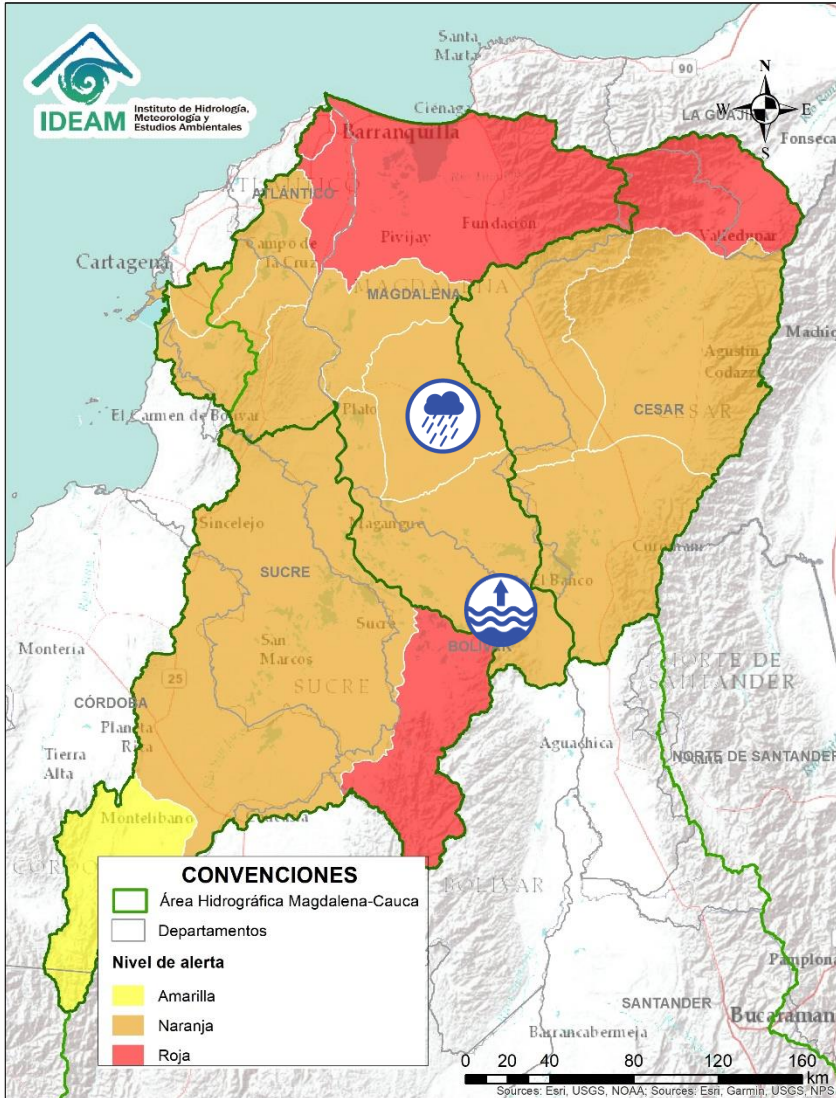 IDEAM
Instituto de Hidrología,
Meteorología y
Estudios Ambientales
Santa
Marta
90
N
W
E
S
LA GUAJIRA
Fonseca
Ciénaga
Barranquilla
ATLÁNTICO
Cartagena
Campo de
la Cruz
Pivijay
Fundación
Valledupar
MAGDALENA
MAGDALENA
Agustín
Codazzi
El Carmen de Bolívar
Plato
CESAR
CESAR
Sincelejo
Magangué
SUCRE
El Banco
Sucre
BOLÍVAR
Montería
San
Marcos
25
SUCRE
NORTE DE
SANTANDER
CÓRDOBA
Planeta
Rica
Tierra
Alta
Aguachica
NORTE DE SANTANDER
Montelíbano
BOLÍVAR
CONVENCIONES
Área Hidrográfica Magdalena-Cauca
Departamentos
Nivel de alerta
Amarilla
Naranja
Roja
Pamplona
SANTANDER
Bucaraman
Barrancabermeja
0 20 40 80 120 160
km
Sources: Esri, USGS, NOAA; Sources: Esri, Garmin, USGS, NPS